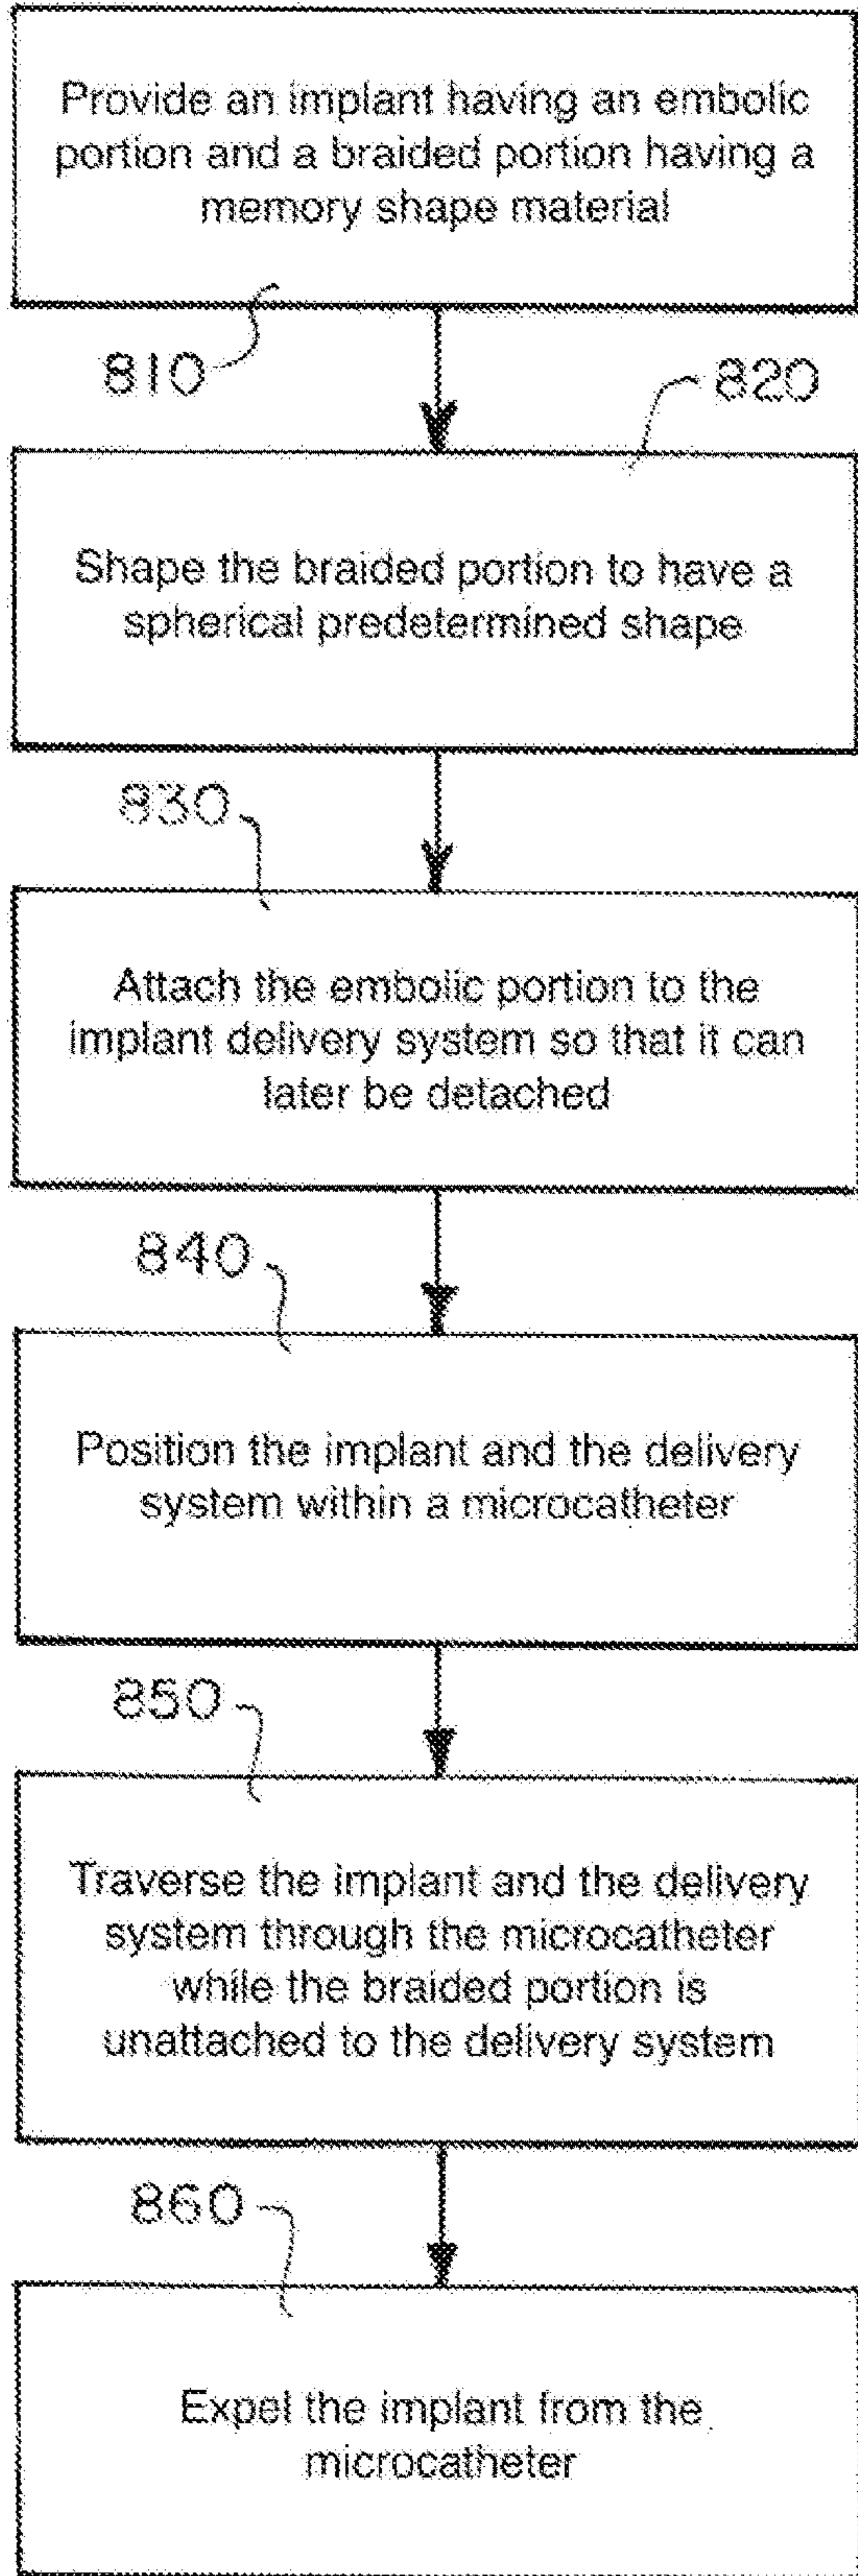 Provide an implant having an embolic
portion and a braided portion having a
memory shape material
810
820
Shape the braided portion to have a
spherical predetermined shape
830
Attach the embolic portion to the
implant delivery system so that it can
later be detached
840
Position the implant and the delivery
system within a microcatheter
850
Traverse the implant and the delivery
system through the microcatheter
while the braided portion is
unattached to the delivery system
860
Expel the implant from the
microcatheter